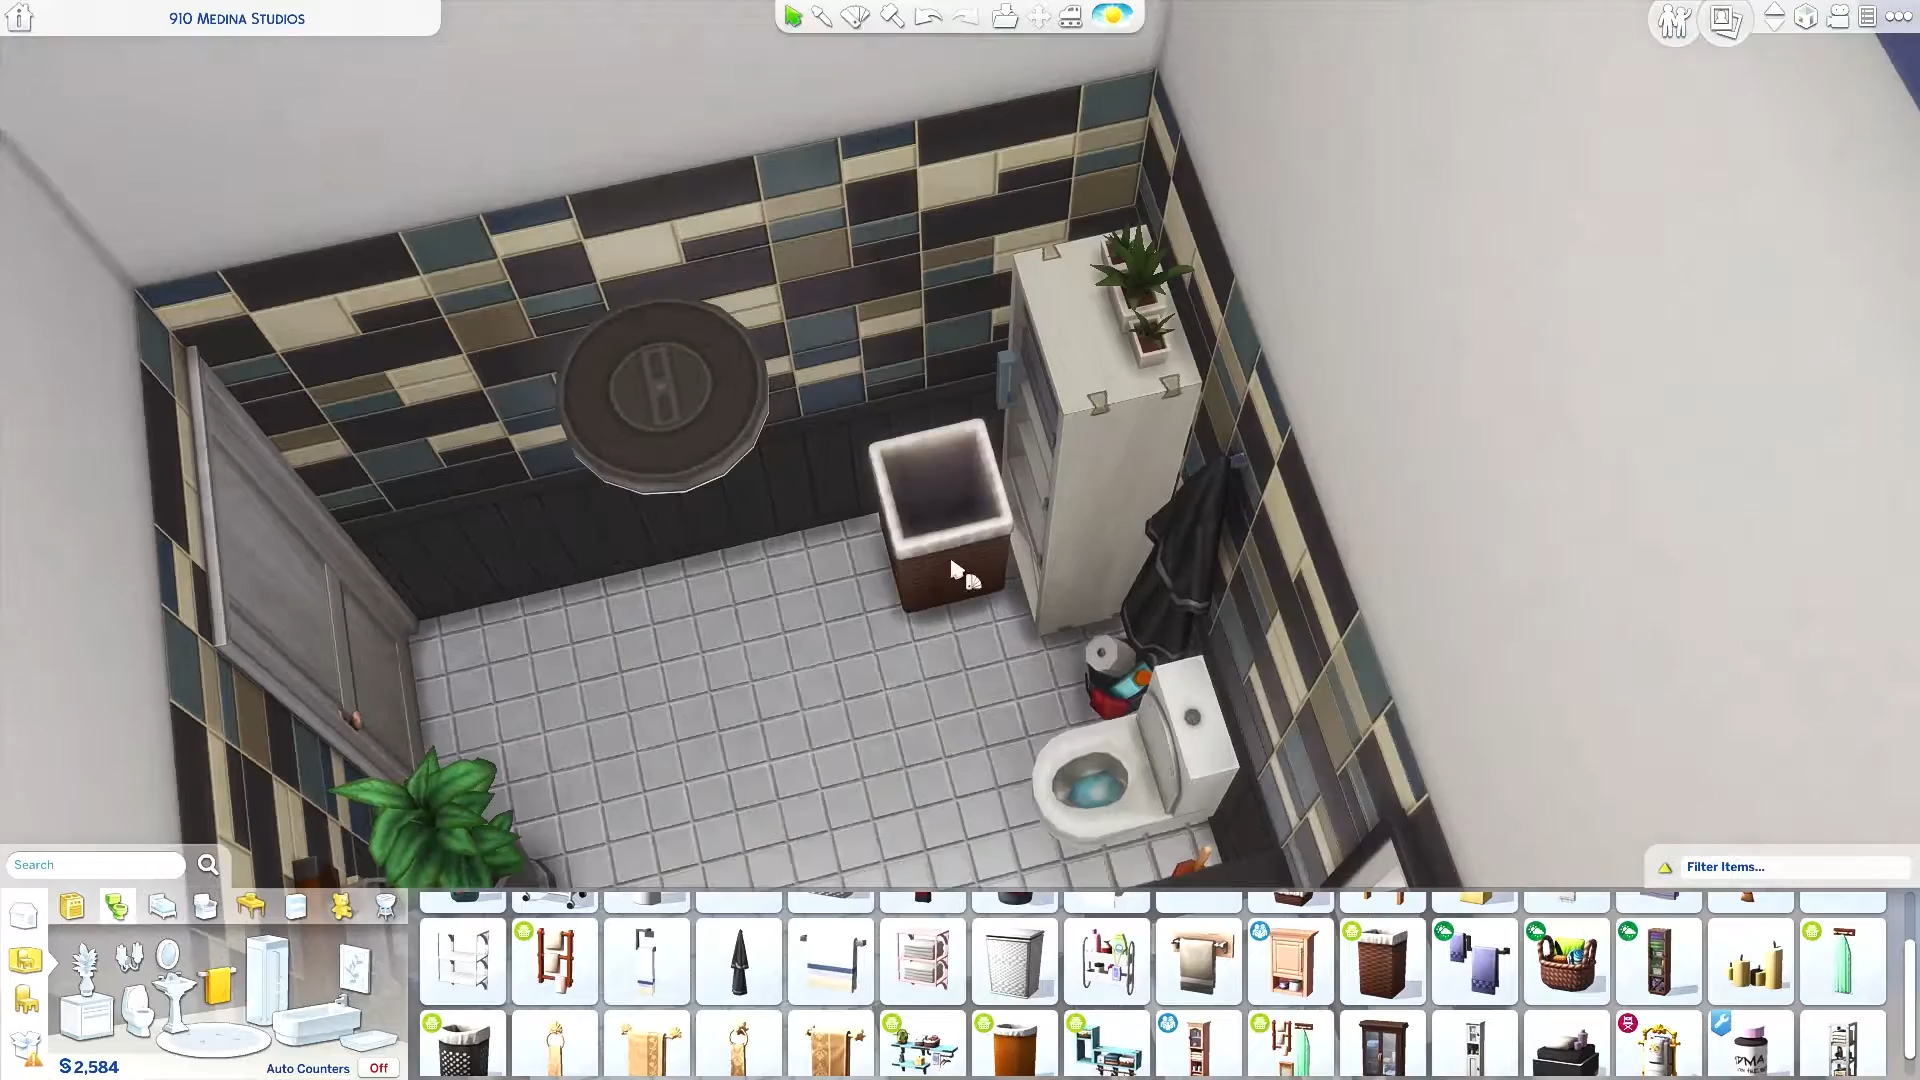 910 MEDINA STUDIOS
Search
Filter Items...
§2,584
Auto Counters Off